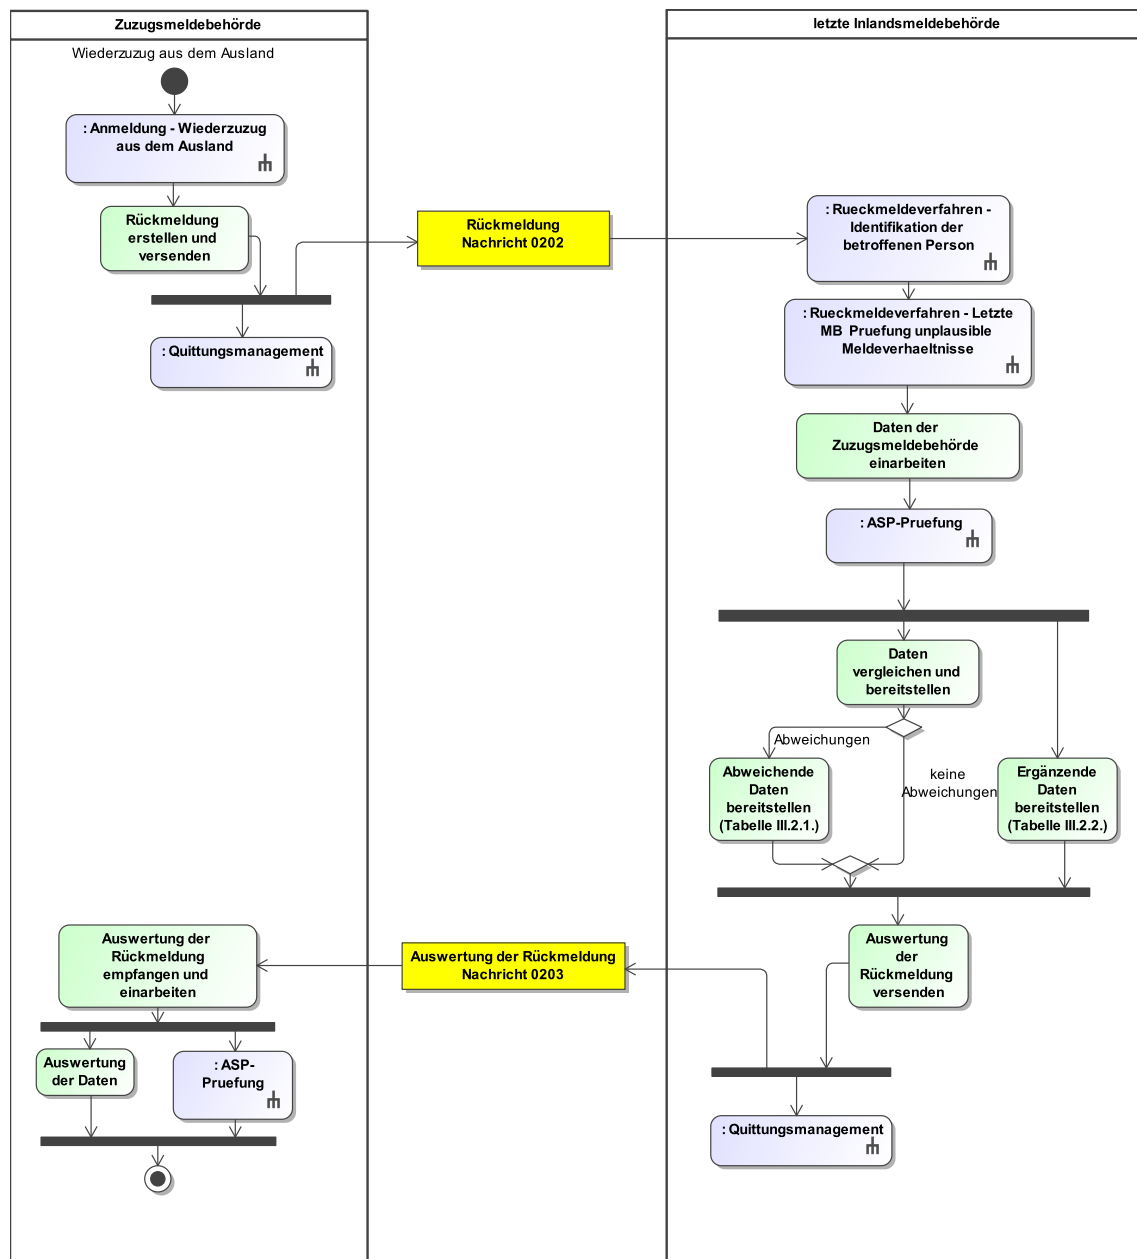 Zuzugsmeldebehörde
letzte Inlandsmeldebehörde
Wiederzuzug aus dem Ausland
: Anmeldung - Wiederzuzug
aus dem Ausland
Rückmeldung
erstellen und
versenden
Rückmeldung
Nachricht 0202
: Rueckmeldeverfahren -
Identifikation der
betroffenen Person
: Quittungsmanagement
: Rueckmeldeverfahren - Letzte
MB Pruefung unplausible
Meldeverhaeltnisse
Daten der
Zuzugsmeldebehörde
einarbeiten
: ASP-Pruefung
Daten
vergleichen und
bereitstellen
Abweichungen
keine
Abweichungen
Abweichende
Daten
bereitstellen
(Tabelle III.2.1.)
Ergänzende
Daten
bereitstellen
(Tabelle III.2.2.)
Auswertung der
Rückmeldung
empfangen und
einarbeiten
Auswertung der Rückmeldung
Nachricht 0203
Auswertung
der
Rückmeldung
versenden
Auswertung
der Daten
: ASP-
Pruefung
: Quittungsmanagement